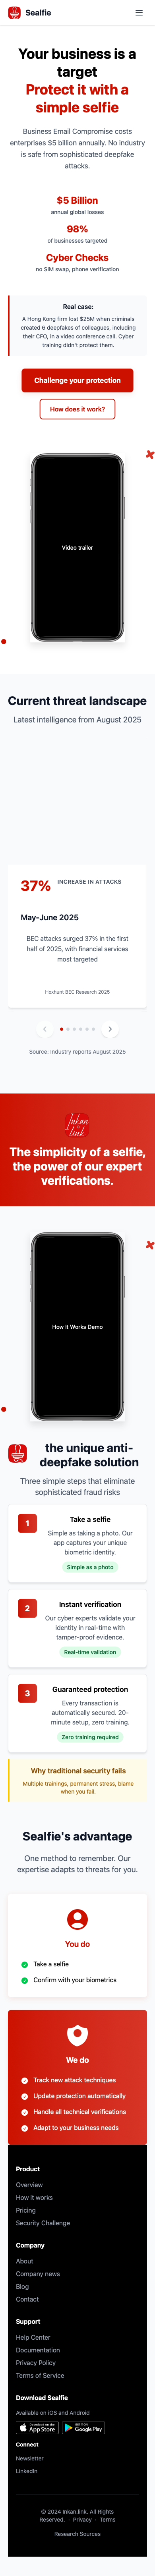 Sealfie
Your business is a
target
Protect it with a
simple selfie
Business Email Compromise costs
enterprises $5 billion annually. No industry
is safe from sophisticated deepfake
attacks.
$5 Billion
annual global losses
98%
of businesses targeted
Cyber Checks
no SIM swap, phone verification
Real case:
A Hong Kong firm lost $25M when criminals
created 6 deepfakes of colleagues, including
their CFO, in a video conference call. Cyber
training didn't protect them.
Challenge your protection
How does it work?
Video trailer
Current threat landscape
Latest intelligence from August 2025
37% INCREASE IN ATTACKS
May-June 2025
BEC attacks surged 37% in the first
half of 2025, with financial services
most targeted
Hoxhunt BEC Research 2025
Source: Industry reports August 2025
Inkan
link
The simplicity of a selfie,
the power of our expert
verifications.
How It Works Demo
the unique anti-
deepfake solution
Three simple steps that eliminate
sophisticated fraud risks
1
Take a selfie
Simple as taking a photo. Our
app captures your unique
biometric identity.
Simple as a photo
2
Instant verification
Our cyber experts validate your
identity in real-time with
tamper-proof evidence.
Real-time validation
3
Guaranteed protection
Every transaction is
automatically secured. 20-
minute setup, zero training.
Zero training required
Why traditional security fails
Multiple trainings, permanent stress, blame
when you fail.
Sealfie's advantage
One method to remember. Our
expertise adapts to threats for you.
You do
Take a selfie
Confirm with your biometrics
We do
Track new attack techniques
Update protection automatically
Handle all technical verifications
Adapt to your business needs
Product
Overview
How it works
Pricing
Security Challenge
Company
About
Company news
Blog
Contact
Support
Help Center
Documentation
Privacy Policy
Terms of Service
Download Sealfie
Available on iOS and Android
Download on the
App Store
GET IT ON
Google Play
Connect
Newsletter
LinkedIn
© 2024 Inkan.link. All Rights
Reserved. · Privacy · Terms
Research Sources